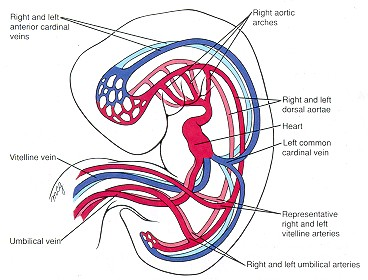 Right and left
anterior cardinal
veins
Right aortic
arches
Right and left
dorsal aortae
Heart
Left common
cardinal vein
Vitelline vein
Representative
right and left
vitelline arteries
Umbilical vein
Right and left umbilical arteries